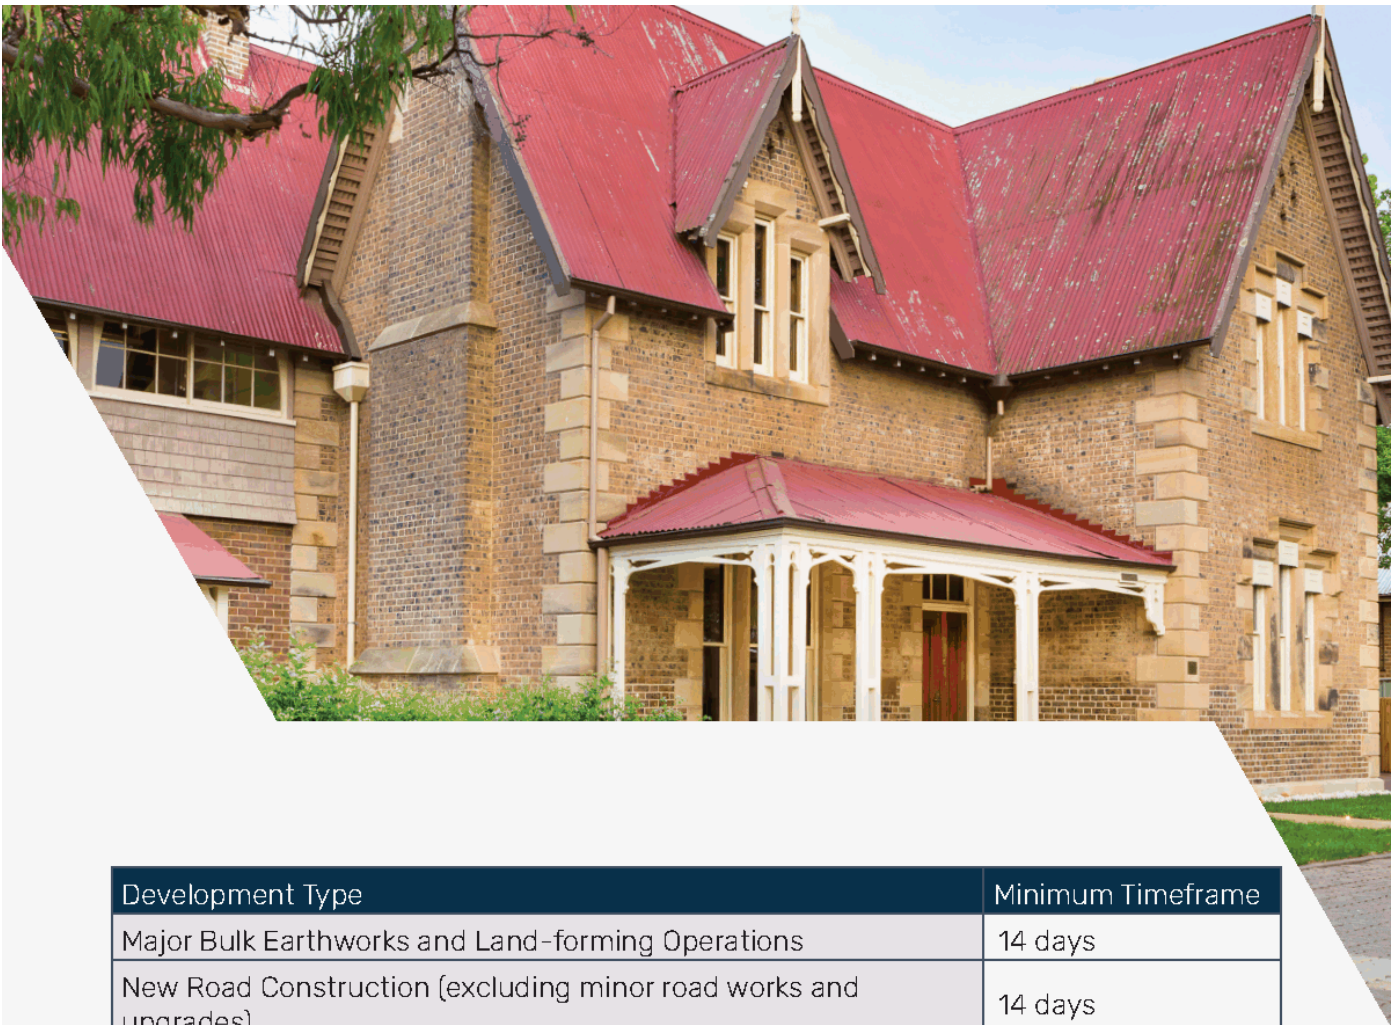 Development Type
Minimum Timeframe
Major Bulk Earthworks and Land-forming Operations
14 days
New Road Construction (excluding minor road works and
upgrades)
14 days